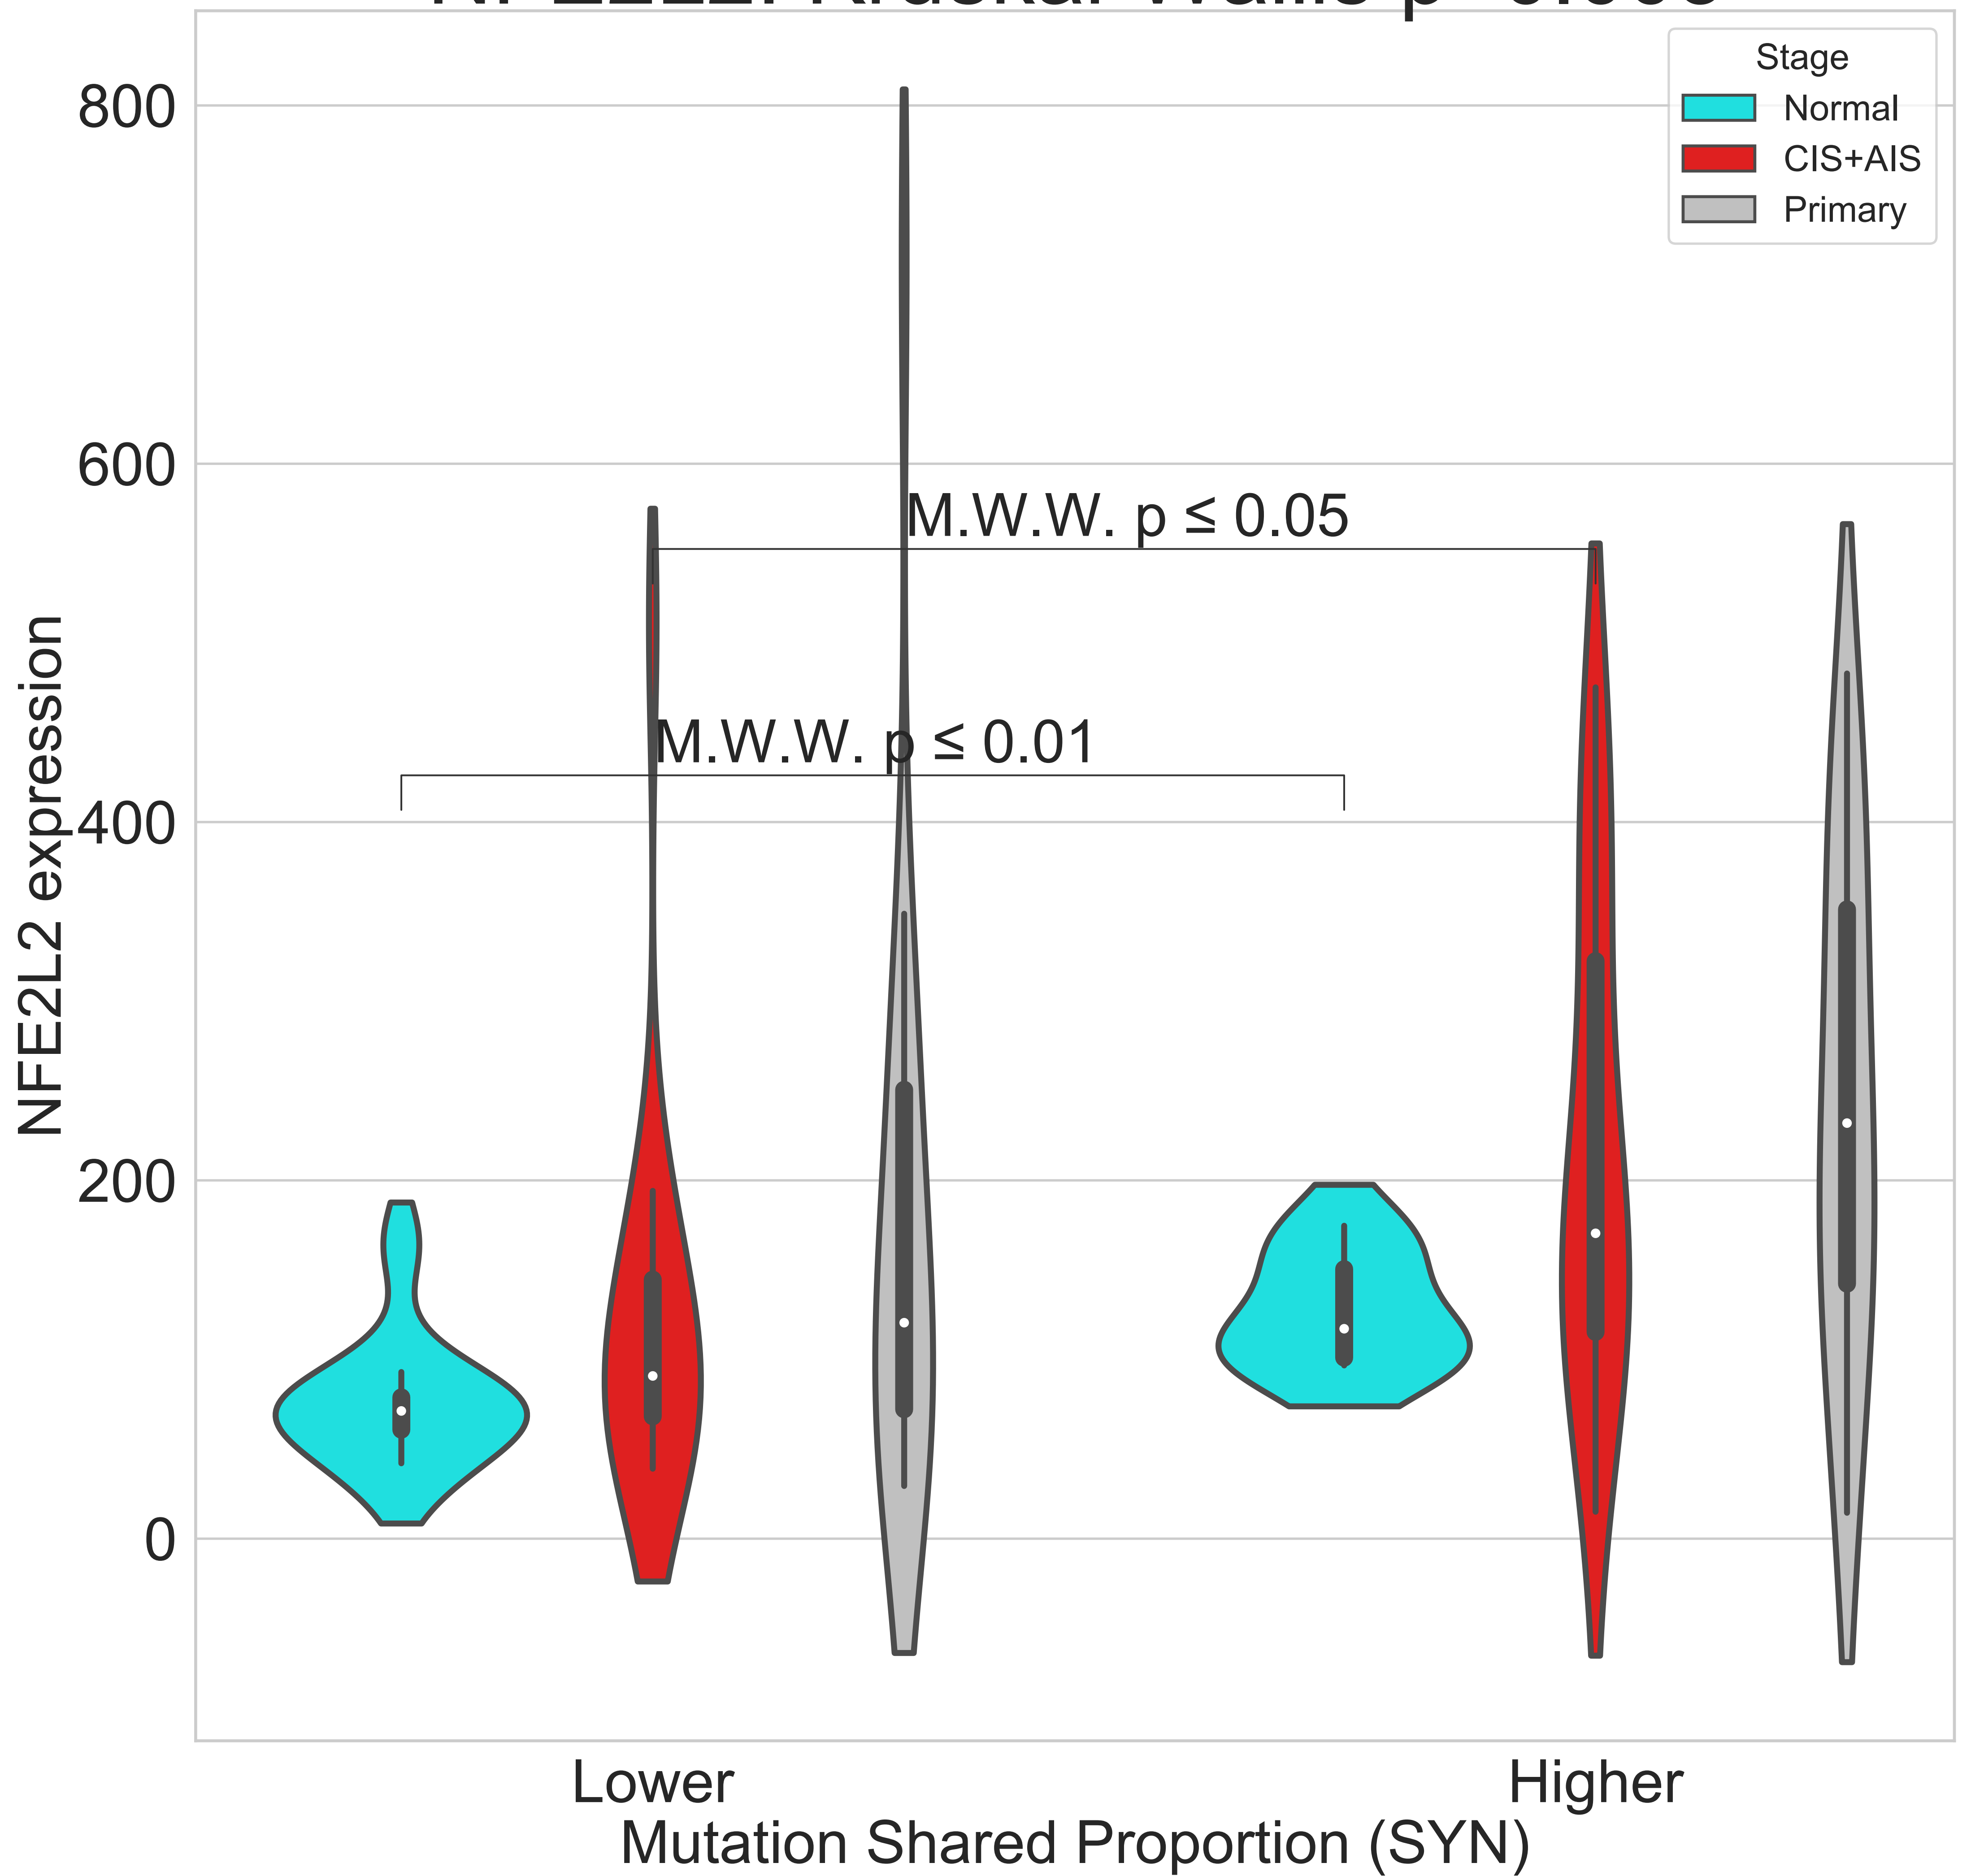 Stage
Normal
CIS+AIS
Primary
800
600
400
200
0
M.W.W. p ≤ 0.05
M.W.W. p ≤ 0.01
NFE2L2 expression
Lower
Higher
Mutation Shared Proportion (SYN)